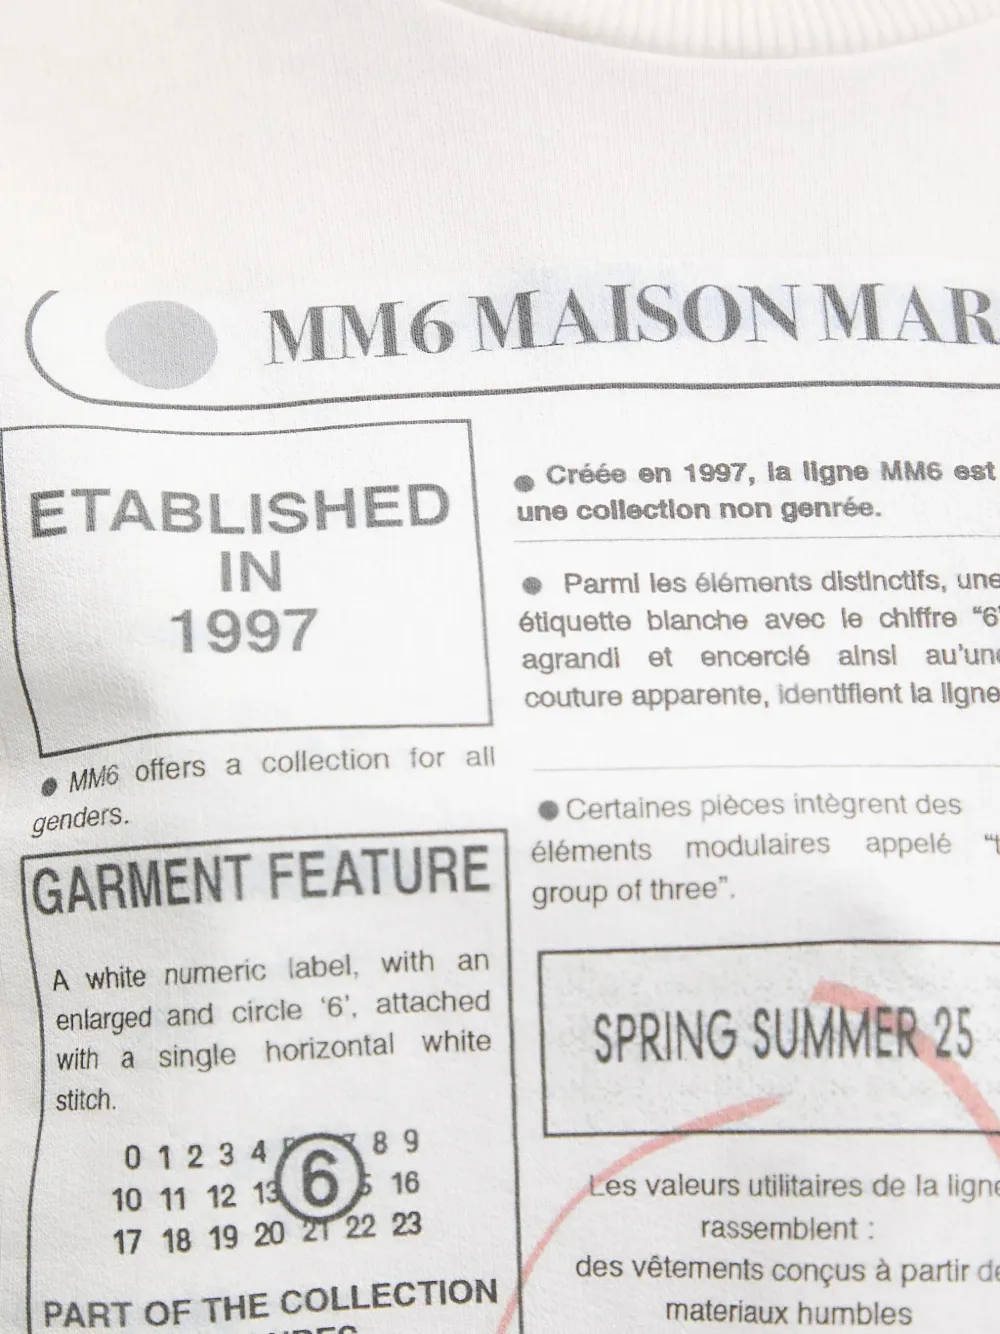 MM6 MAISON MAR
ETABLISHED
IN
1997
MM6 offers a collection for all
genders.
GARMENT FEATURE
A white numeric label, with an
enlarged and circle ‘6’, attached
with a single horizontal white
stitch.
0 1 2 3 4 8 9
10 11 12 13 6 16
17 18 19 20 21 22 23
PART OF THE COLLECTION
Créée en 1997, la ligne MM6 est
une collection non genrée.
Parmi les éléments distinctifs, une
étiquette blanche avec le chiffre “6”
agrandi et encerclé ainsi au'une
couture apparente, identifient la ligne
Certaines pièces intègrent des
éléments modulaires appelé “t
group of three”.
SPRING SUMMER 25
Les valeurs utilitaires de la ligne
rassemblent :
des vêtements conçus à partir de
materiaux humbles